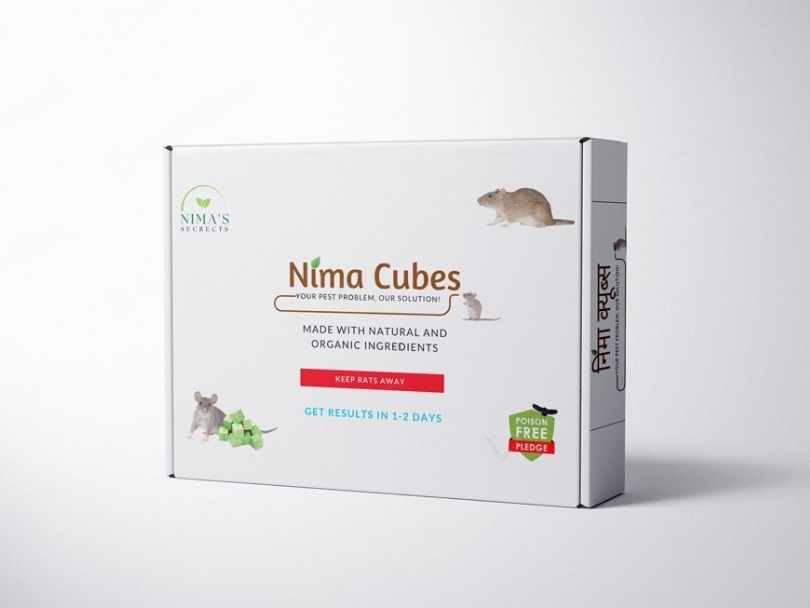 NIMA'S
SECRECTS
Nima Cubes
YOUR PEST PROBLEM, OUR SOLUTION!
MADE WITH NATURAL AND
ORGANIC INGREDIENTS
KEEP RATS AWAY
GET RESULTS IN 1-2 DAYS
POISON
FREE
PLEDGE
निमा क्यूब्स
YOUR PEST PROBLEM, OUR SOLUTION!